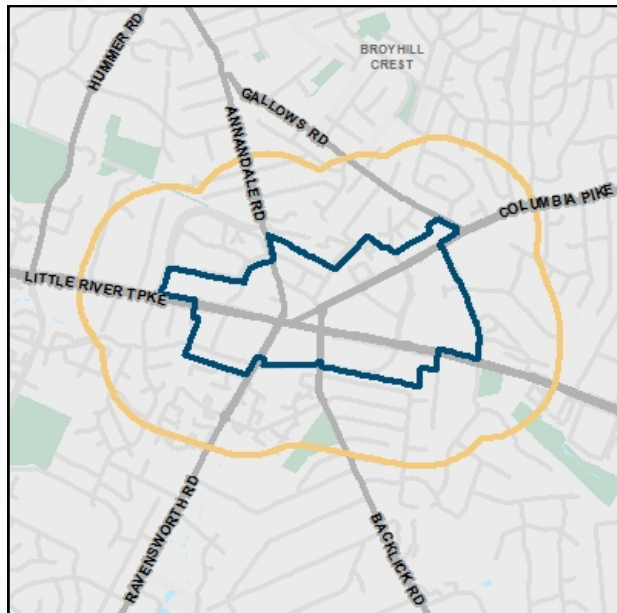 BROYHILL
CREST
HUMMER RD
GALLOWS RD
ANNANDALE RD
COLUMBIA PIKE
LITTLE RIVER TPKE
RAVENSWORTH RD
BACKLICK RD